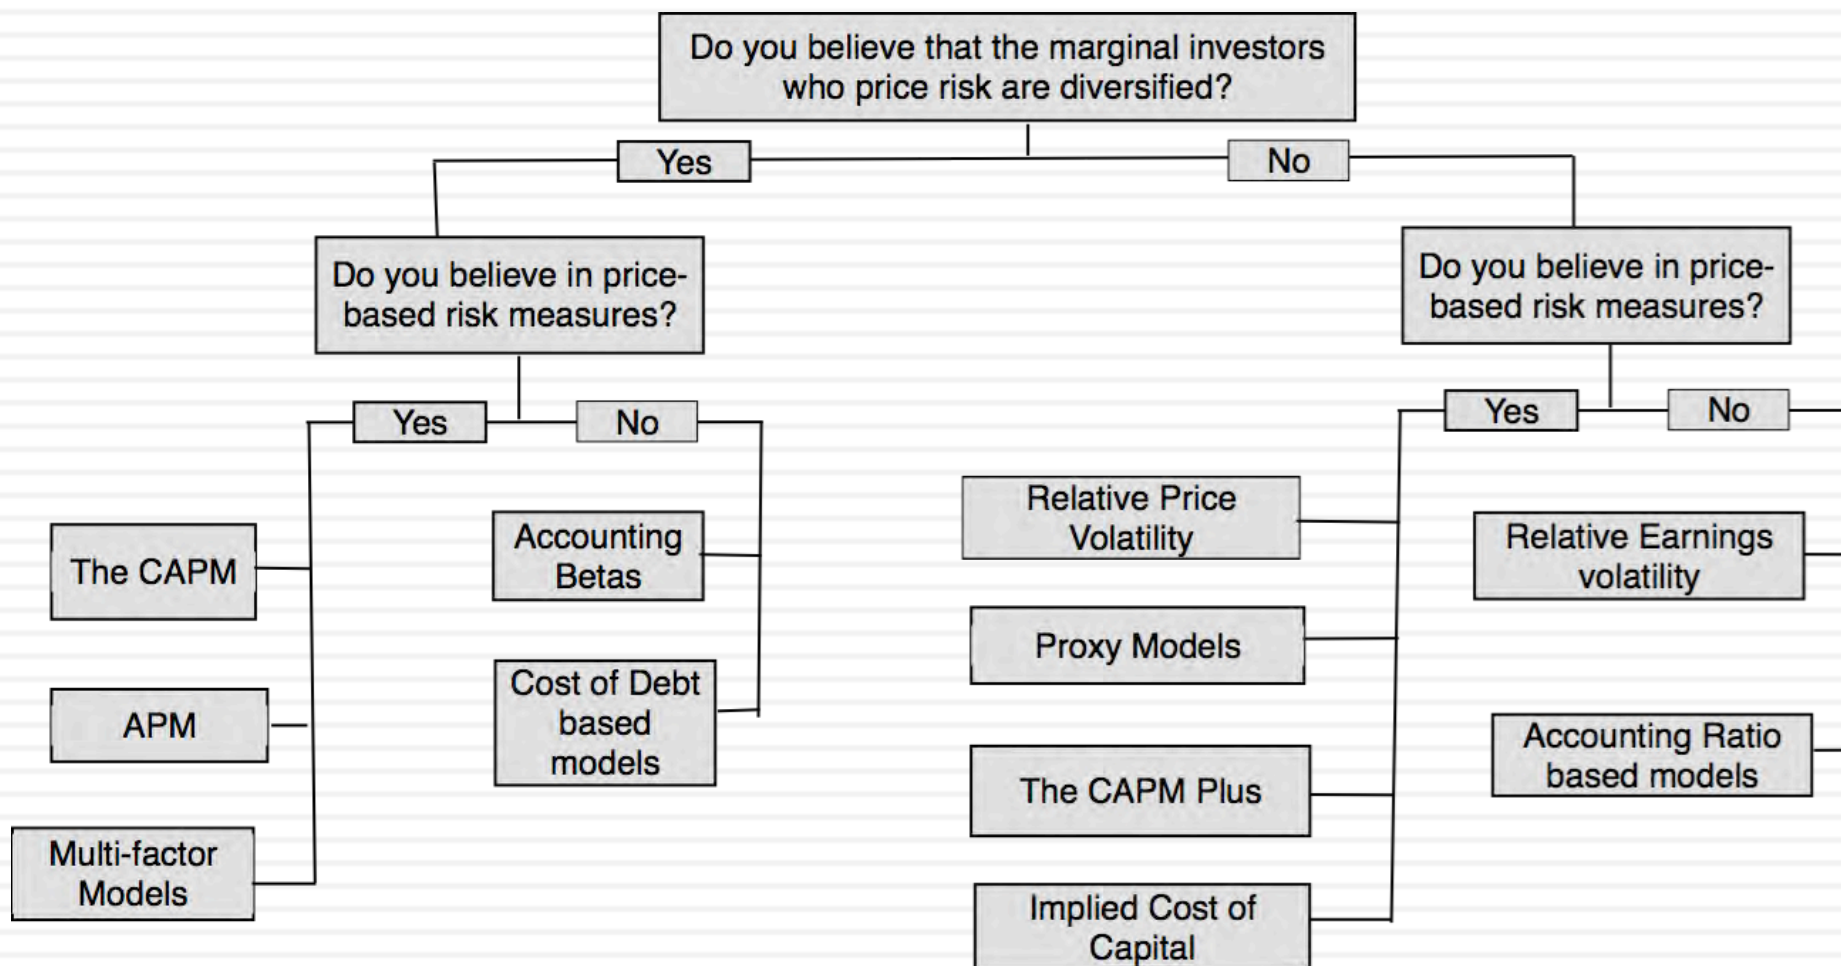 Do you believe that the marginal investors
who price risk are diversified?
Yes
No
Do you believe in price-
based risk measures?
Do you believe in price-
based risk measures?
Yes
No
Yes
No
The CAPM
APM
Multi-factor
Models
Accounting
Betas
Cost of Debt
based
models
Relative Price
Volatility
Proxy Models
The CAPM Plus
Implied Cost of
Capital
Relative Earnings
volatility
Accounting Ratio
based models